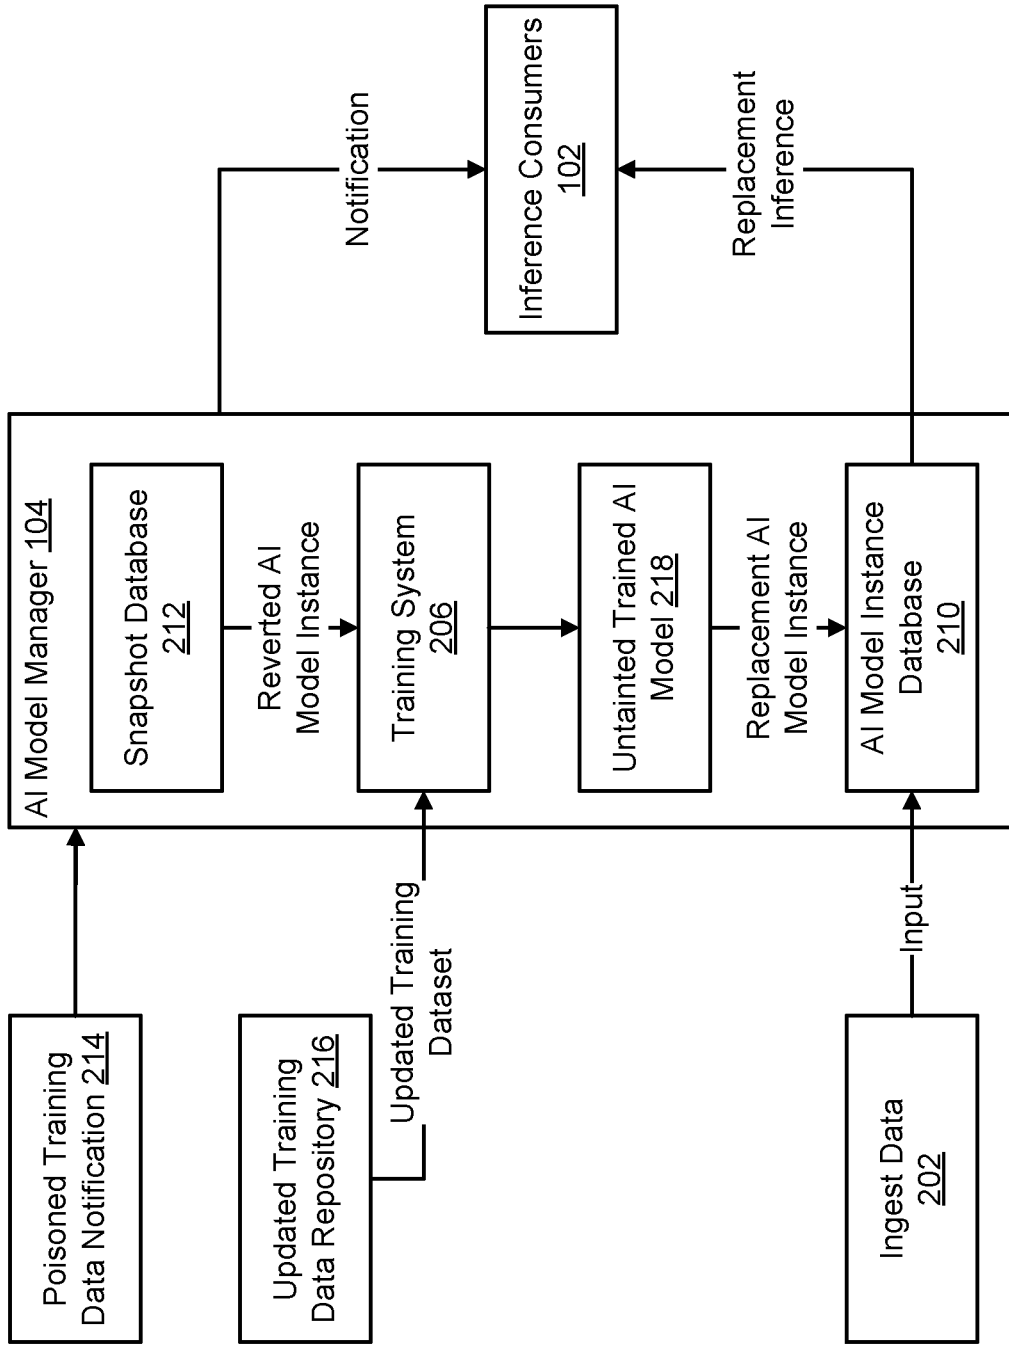 Poisoned Training
Data Notification 214
Updated Training
Data Repository 216
Updated Training
Dataset
Ingest Data
202
Input
AI Model Manager 104
Snapshot Database
212
Reverted AI
Model Instance
Training System
206
Untainted Trained AI
Model 218
Replacement AI
Model Instance
AI Model Instance
Database
210
Notification
Inference Consumers
102
Replacement
Inference